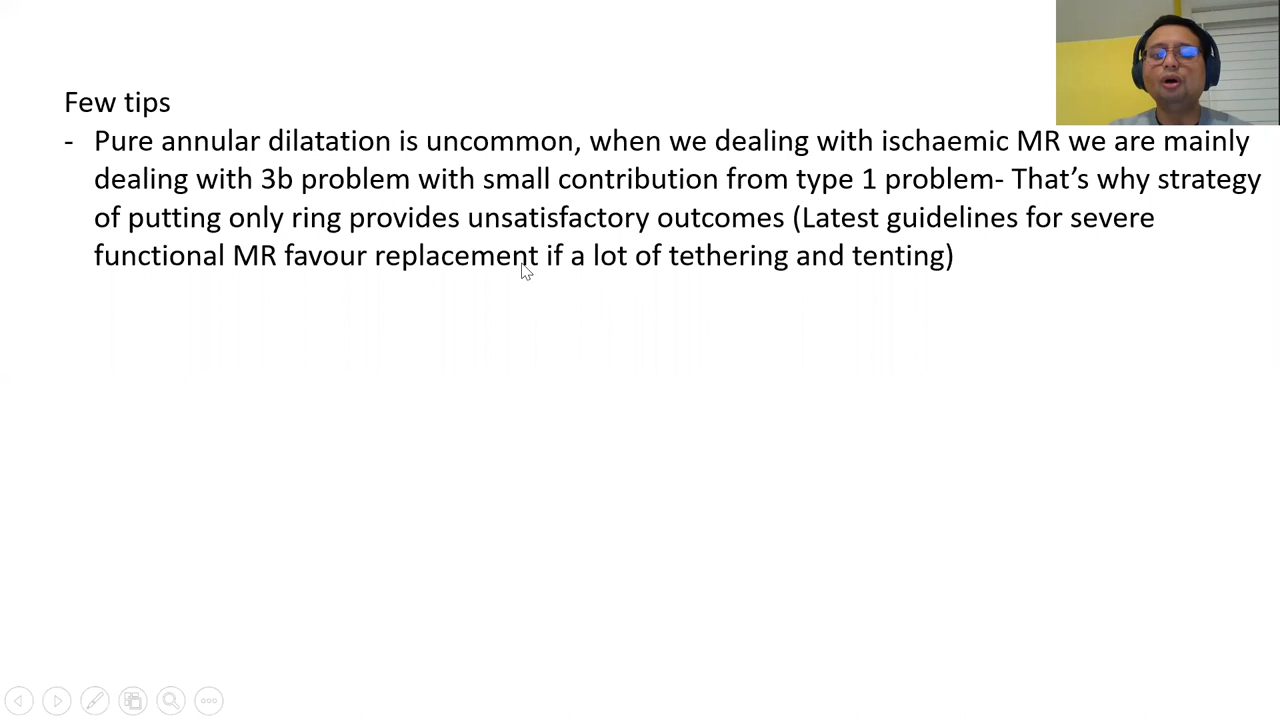 Few tips
- Pure annular dilatation is uncommon, when we dealing with ischaemic MR we are mainly
dealing with 3b problem with small contribution from type 1 problem- That’s why strategy
of putting only ring provides unsatisfactory outcomes (Latest guidelines for severe
functional MR favour replacement if a lot of tethering and tenting)